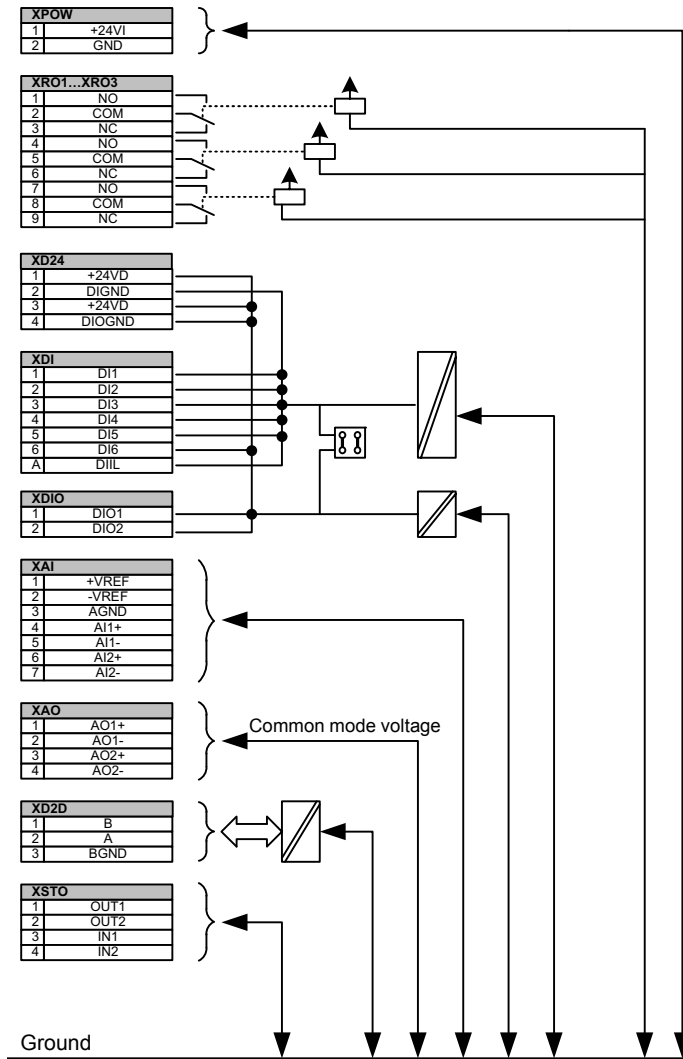 XPOW
1 +24VI
2 GND
XRO1…XRO3
1 NO
2 COM
3 NC
4 NO
5 COM
6 NC
7 NO
8 COM
9 NC
XD24
1 +24VD
2 DIGND
3 +24VD
4 DIOGND
XDI
1 DI1
2 DI2
3 DI3
4 DI4
5 DI5
6 DI6
A DIIL
XDIO
1 DIO1
2 DIO2
XAI
1 +VREF
2 -VREF
3 AGND
4 AI1+
5 AI1-
6 AI2+
7 AI2-
XAO
1 AO1+
2 AO1-
3 AO2+
4 AO2-
Common mode voltage
XD2D
1 B
2 A
3 BGND
XSTO
1 OUT1
2 OUT2
3 IN1
4 IN2
Ground